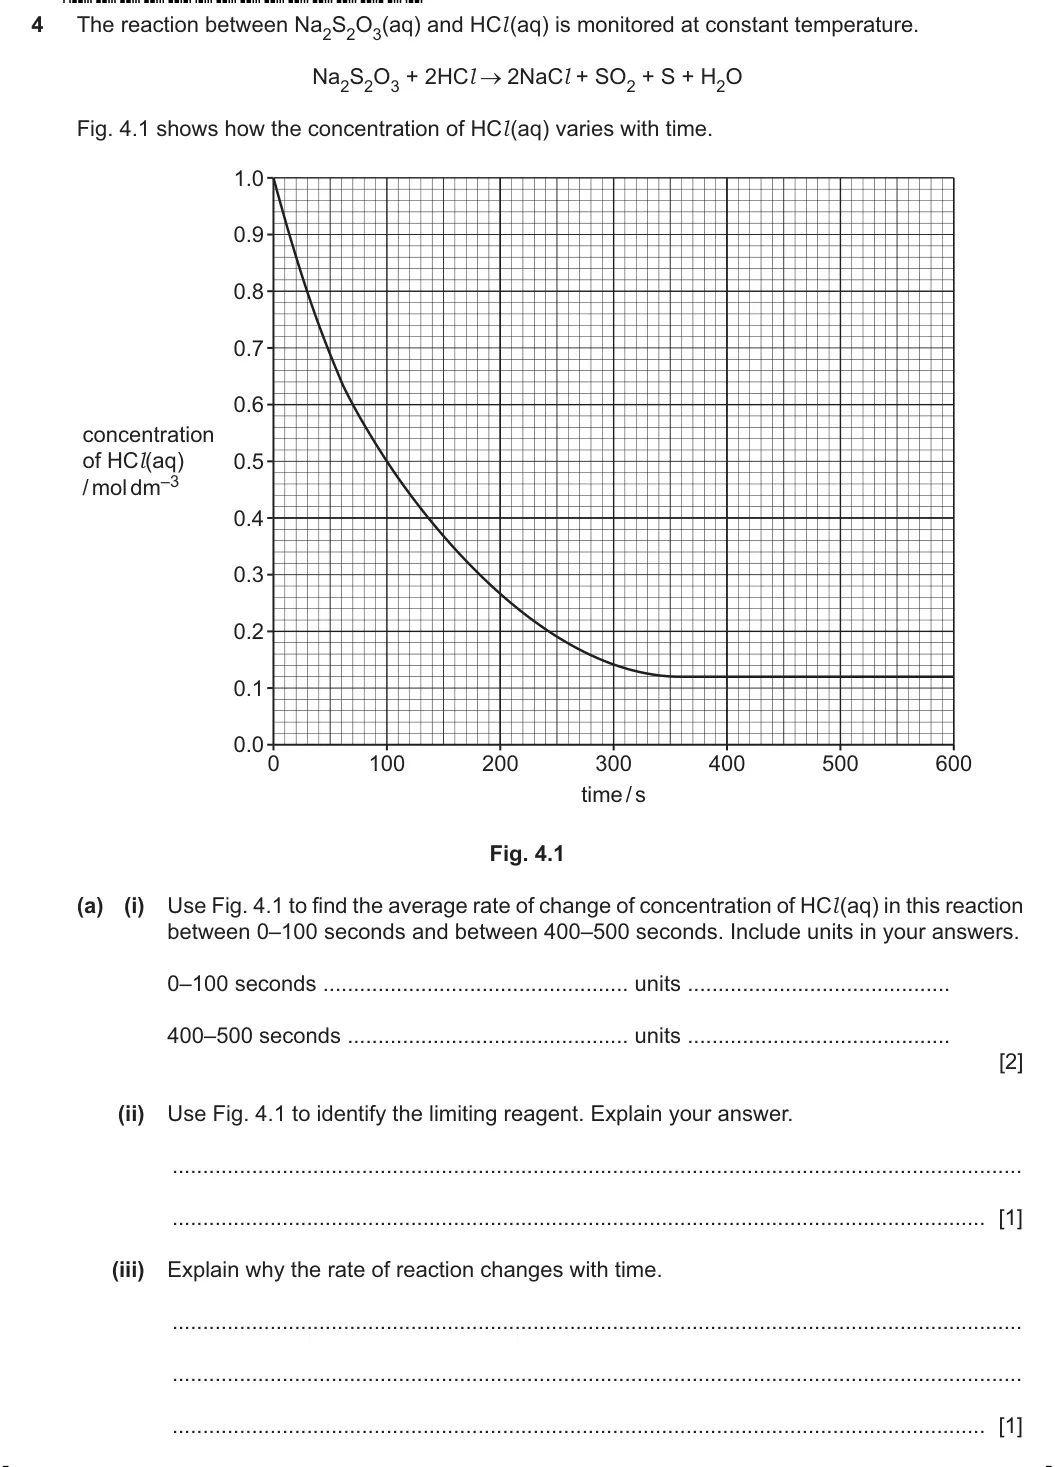 4 The reaction between Na₂S₂O₃(aq) and HCl(aq) is monitored at constant temperature.
Na₂S₂O₃ + 2HCl → 2NaCl + SO₂ + S + H₂O
Fig. 4.1 shows how the concentration of HCl(aq) varies with time.
1.0
0.9
0.8
0.7
0.6
0.5
0.4
0.3
0.2
0.1
0.0
concentration
of HCl(aq)
/ mol dm⁻³
0 100 200 300 400 500 600
time / s
Fig. 4.1
(a) (i) Use Fig. 4.1 to find the average rate of change of concentration of HCl(aq) in this reaction
between 0–100 seconds and between 400–500 seconds. Include units in your answers.
0–100 seconds ................................................... units ............................................
400–500 seconds ............................................... units ............................................
[2]
(ii) Use Fig. 4.1 to identify the limiting reagent. Explain your answer.
..............................................................................................................................................
....................................................................................................................................... [1]
(iii) Explain why the rate of reaction changes with time.
..............................................................................................................................................
..............................................................................................................................................
....................................................................................................................................... [1]